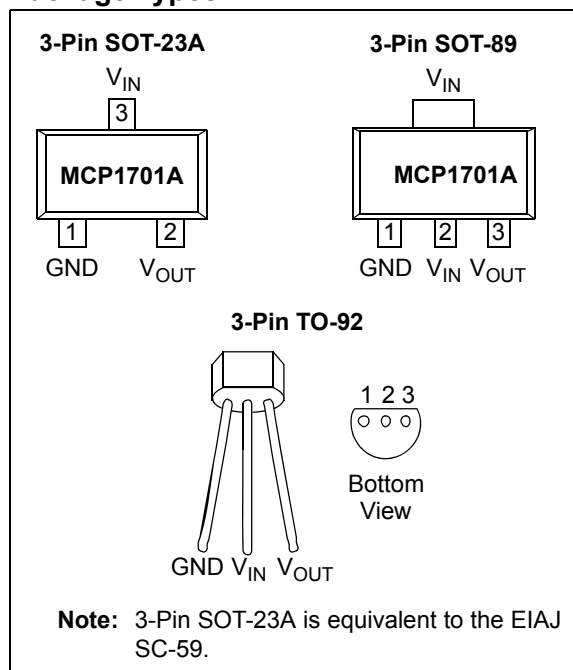 3-Pin SOT-23A
VIN
3
MCP1701A
1 2
GND VOUT
3-Pin SOT-89
VIN
MCP1701A
1 2 3
GND VIN VOUT
3-Pin TO-92
GND VIN VOUT
1 2 3
Bottom
View
Note: 3-Pin SOT-23A is equivalent to the EIAJ
SC-59.